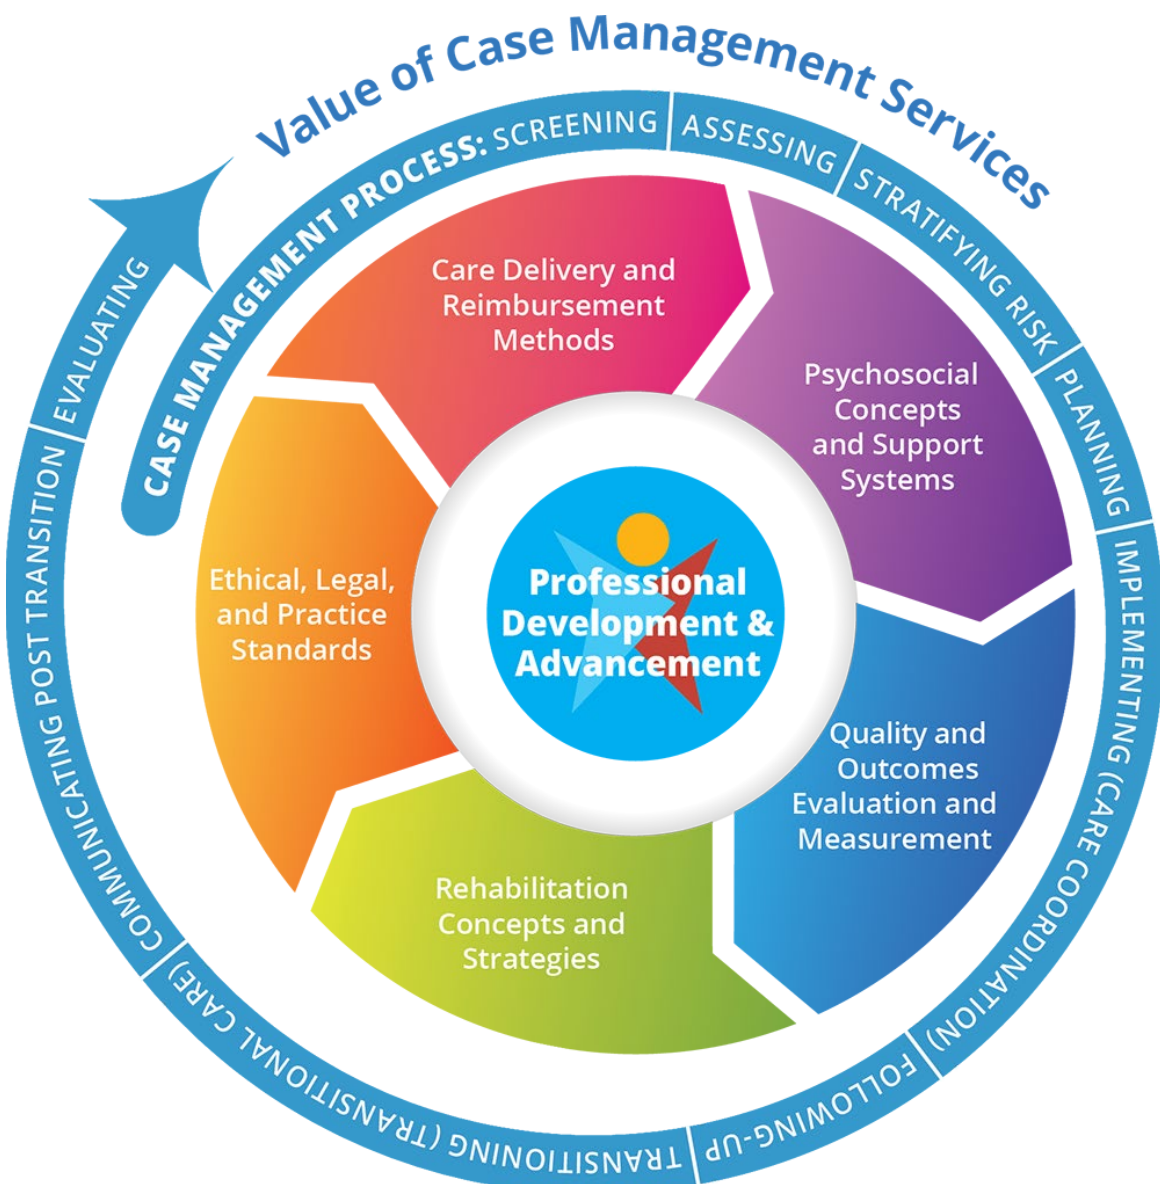 Value of Case Management Services
CASE MANAGEMENT PROCESS: SCREENING
ASSESSING
STRATIFYING RISK
PLANNING
IMPLEMENTING (CARE COORDINATION)
FOLLOWING-UP
TRANSITIONING (TRANSITIONAL CARE)
COMMUNICATING POST TRANSITION
EVALUATING
Care Delivery and
Reimbursement
Methods
Psychosocial
Concepts
and Support
Systems
Quality and
Outcomes
Evaluation and
Measurement
Rehabilitation
Concepts and
Strategies
Ethical, Legal,
and Practice
Standards
Professional
Development &
Advancement